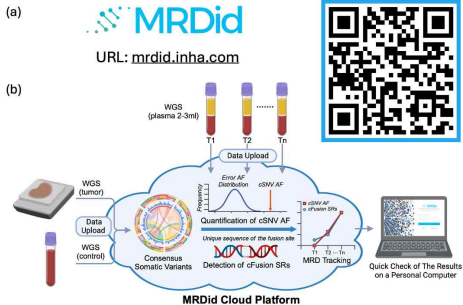 (a)
MRDid
URL: mrdid.inha.com
(b)
WGS
(plasma 2-3ml)
T1 T2 Tn
Data Upload
WGS
(tumor)
Data
Upload
WGS
(control)
Error AF
Distribution
cSNV AF
Frequency
Quantification of cSNV AF
Unique sequence of the fusion site
Detection of cFusion SRs
Consensus
Somatic Variants
cSNV AF
cFusion SRs
T1 T2 ··· Tn
MRD Tracking
Quick Check of The Results
on a Personal Computer
MRDid Cloud Platform